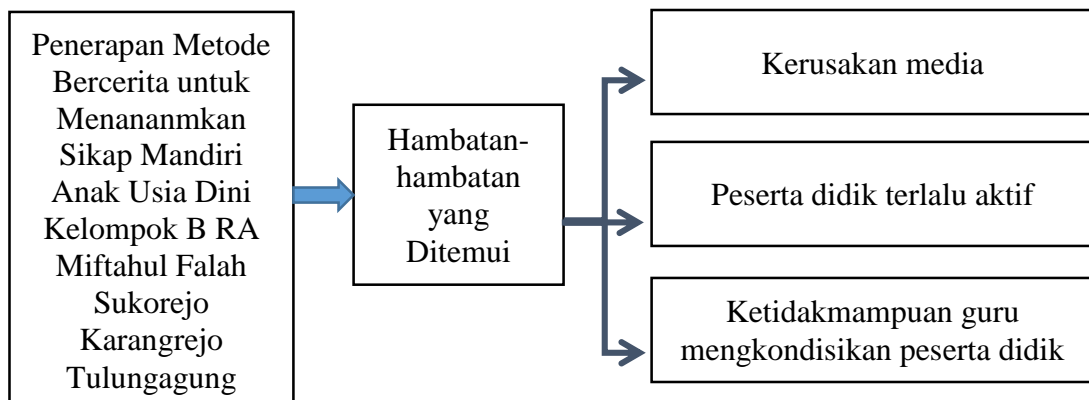 Penerapan Metode
Bercerita untuk
Menananmkan
Sikap Mandiri
Anak Usia Dini
Kelompok B RA
Miftahul Falah
Sukorejo
Karangrejo
Tulungagung
Hambatan-
hambatan
yang
Ditemui
Kerusakan media
Peserta didik terlalu aktif
Ketidakmampuan guru
mengkondisikan peserta didik